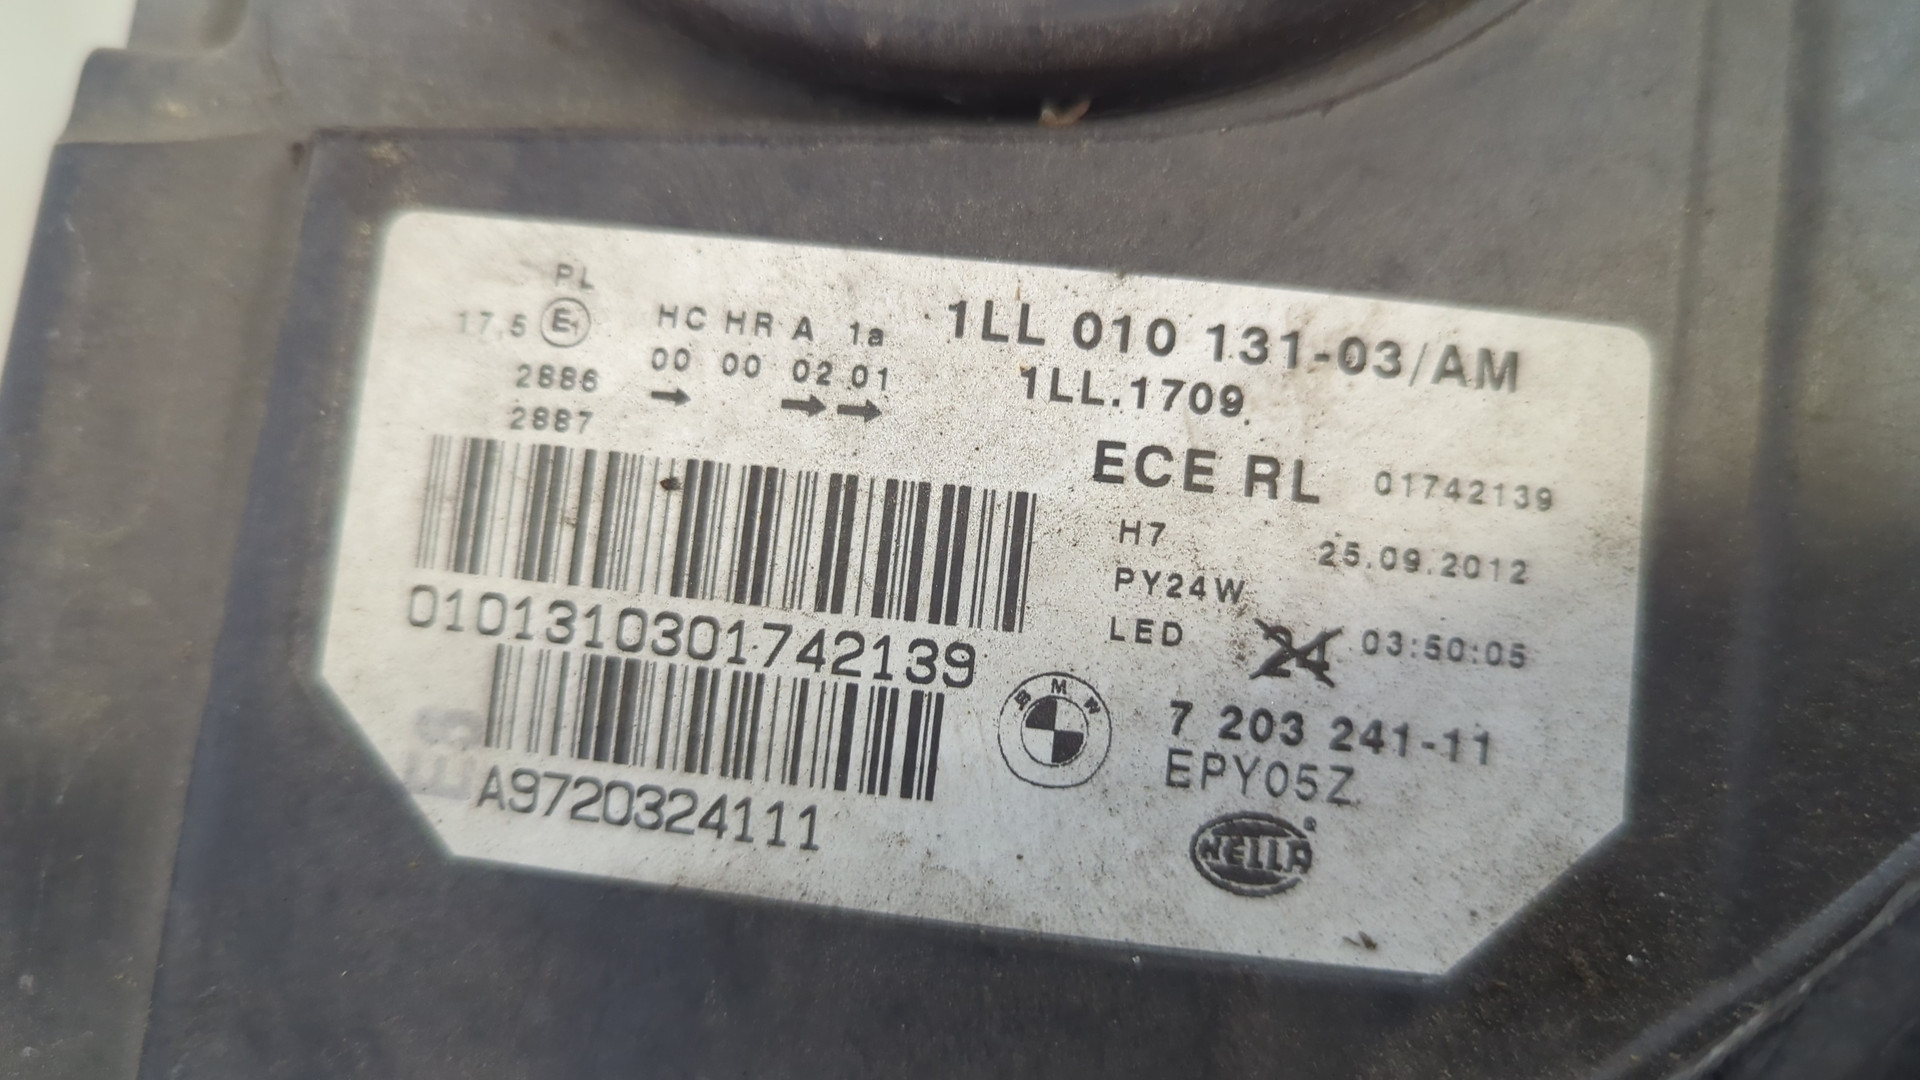 PL
17,5 E1
HC HR A 1a
00 00 02 01
2886
2887
1LL 010 131-03/AM
1LL.1709.
ECE RL 01742139
H7
25.09.2012
PY24W
LED
24 03:50:05
0101310301742139
BMW
7 203 241-11
EPY05Z
A9720324111
HELLA